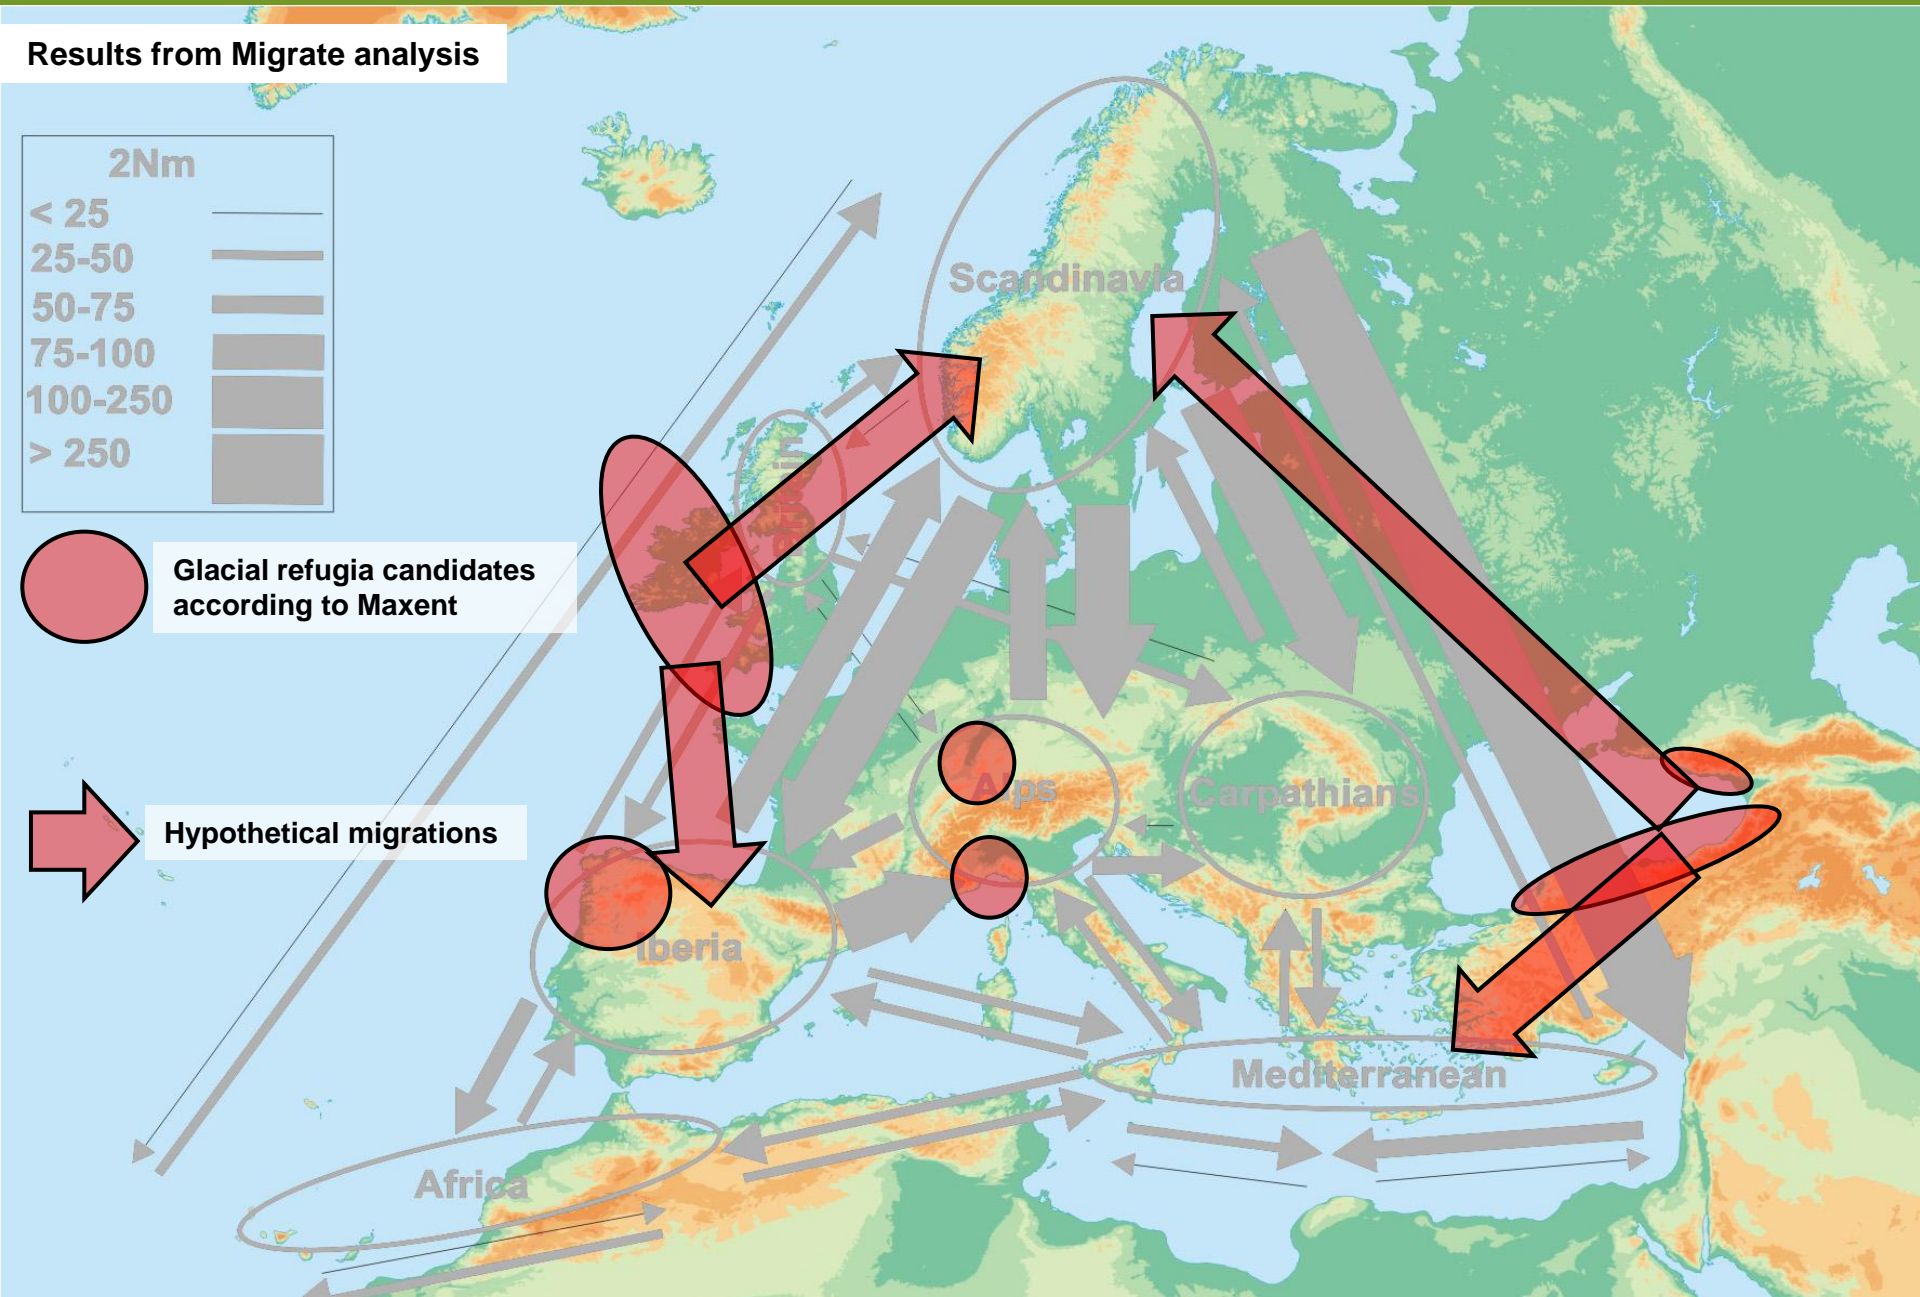 Results from Migrate analysis
2Nm
< 25
25-50
50-75
75-100
100-250
> 250
Glacial refugia candidates
according to Maxent
Hypothetical migrations
Scandinavia
Alps
Carpathians
Iberia
Mediterranean
Africa